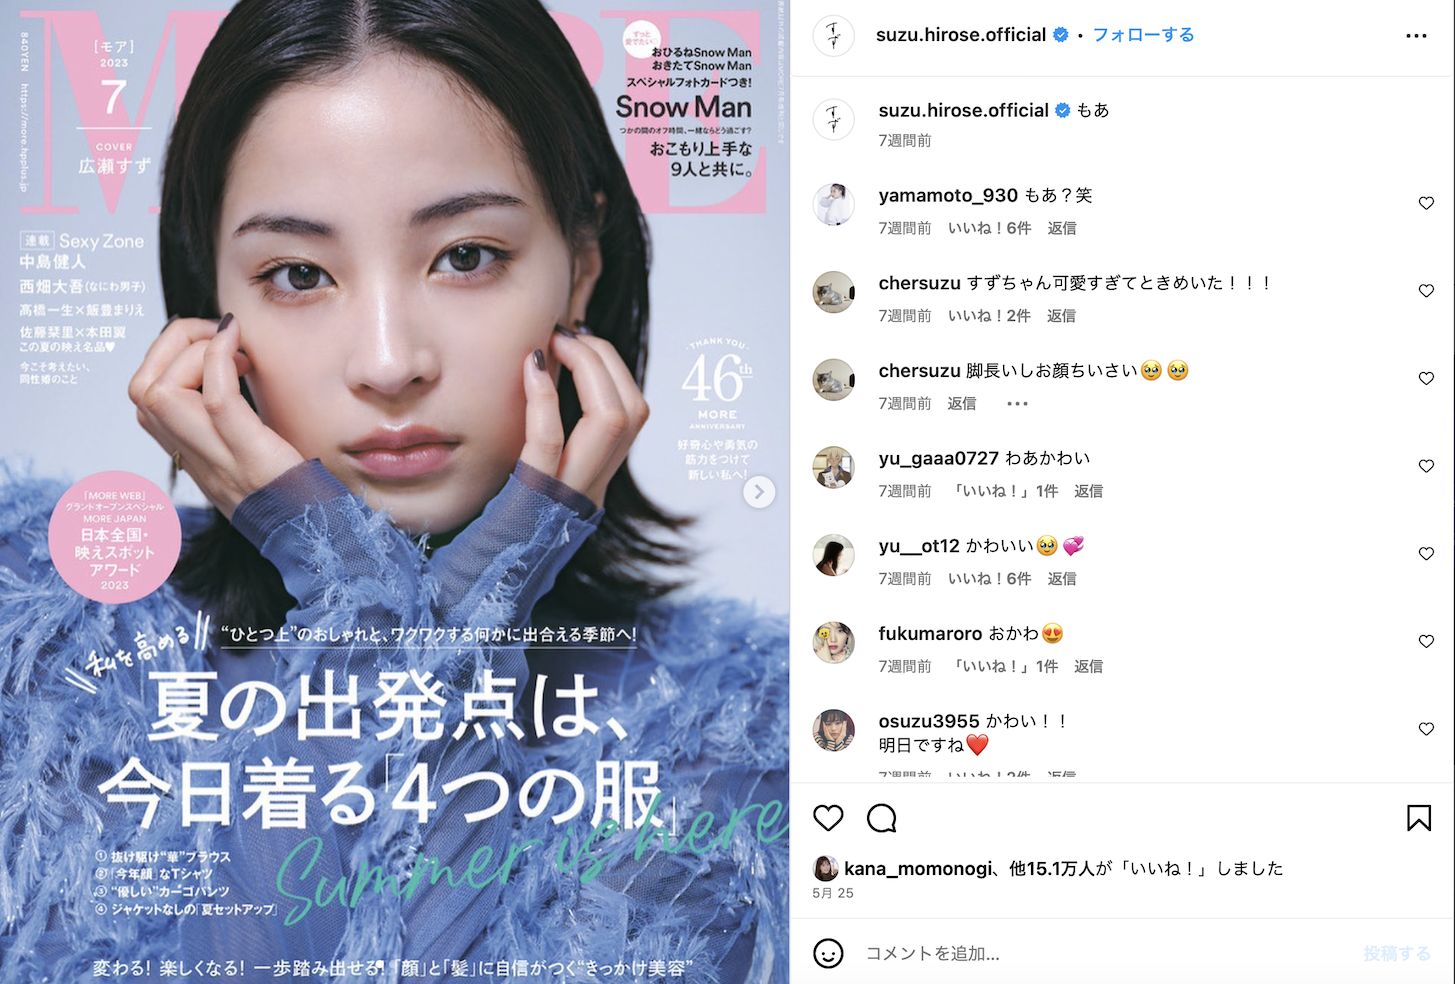 MORE
840YEN https://more.hpplus.jp
[モア]
2023
7
COVER
広瀬すず
連載 Sexy Zone
中島健人
西畑大吾(なにわ男子)
髙橋一生×飯豊まりえ
佐藤栞里×本田翼
この夏の映え名品♥
今こそ考えたい、
同性婚のこと
ずっと
愛でたい
おひるねSnow Man
おきたてSnow Man
スペシャルフォトカードつき!
Snow Man
つかの間のオフ時間、一緒ならどう過ごす?
おこもり上手な
9人と共に。
THANK YOU
46th
MORE
ANNIVERSARY
好奇心や勇気の
筋力をつけて
新しい私へ!
「MORE WEB」
グランドオープンスペシャル
MORE JAPAN
日本全国・
映えスポット
アワード
2023
私を高める
“ひとつ上”のおしゃれと、ワクワクする何かに出合える季節へ!
夏の出発点は、
今日着る「4つの服」
Summer is here
① 抜け駆け“華”ブラウス
② 「今年顔」なTシャツ
③ “優しい”カーゴパンツ
④ ジャケットなしの「夏セットアップ」
変わる! 楽しくなる! 一歩踏み出せる! 「顔」と「髪」に自信がつく“きっかけ美容”
suzu.hirose.official • フォローする
suzu.hirose.official もあ
7週間前
yamamoto_930 もあ？笑
7週間前 いいね！6件 返信
chersuzu すずちゃん可愛すぎてときめいた！！！
7週間前 いいね！2件 返信
chersuzu 脚長いしお顔ちいさい🥹🥹
7週間前 返信
yu_gaaa0727 わあかわい
7週間前 「いいね！」1件 返信
yu__ot12 かわいい🥹💞
7週間前 いいね！6件 返信
fukumaroro おかわ😍
7週間前 「いいね！」1件 返信
osuzu3955 かわい！！
明日ですね❤️
7週間前 いいね！2件 返信
kana_momonogi、他15.1万人が「いいね！」しました
5月 25
コメントを追加... 投稿する